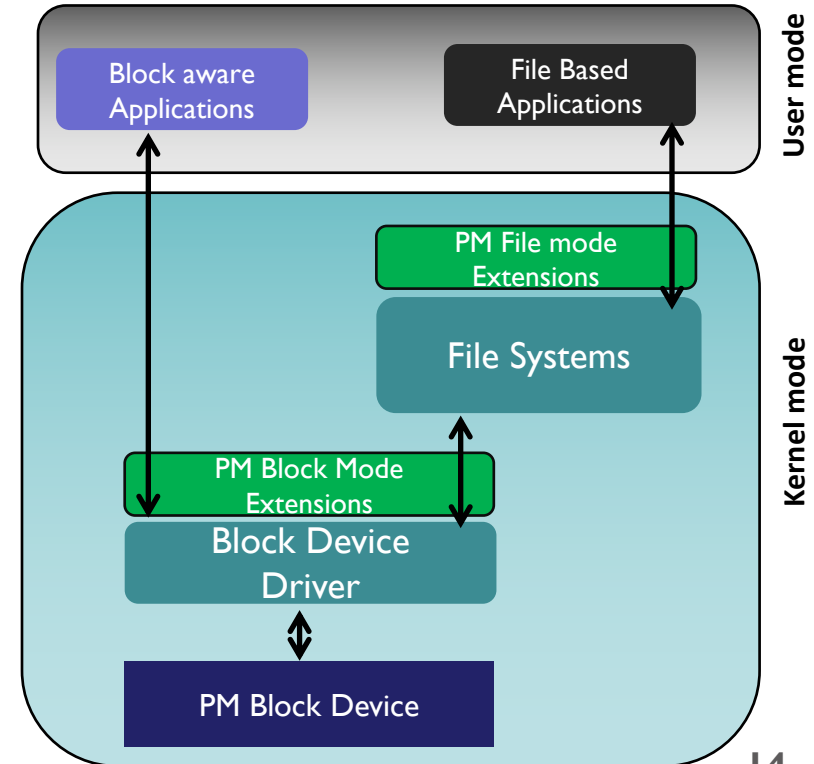 Block aware
Applications
File Based
Applications
User mode
PM File mode
Extensions
File Systems
Kernel mode
PM Block Mode
Extensions
Block Device
Driver
PM Block Device
14